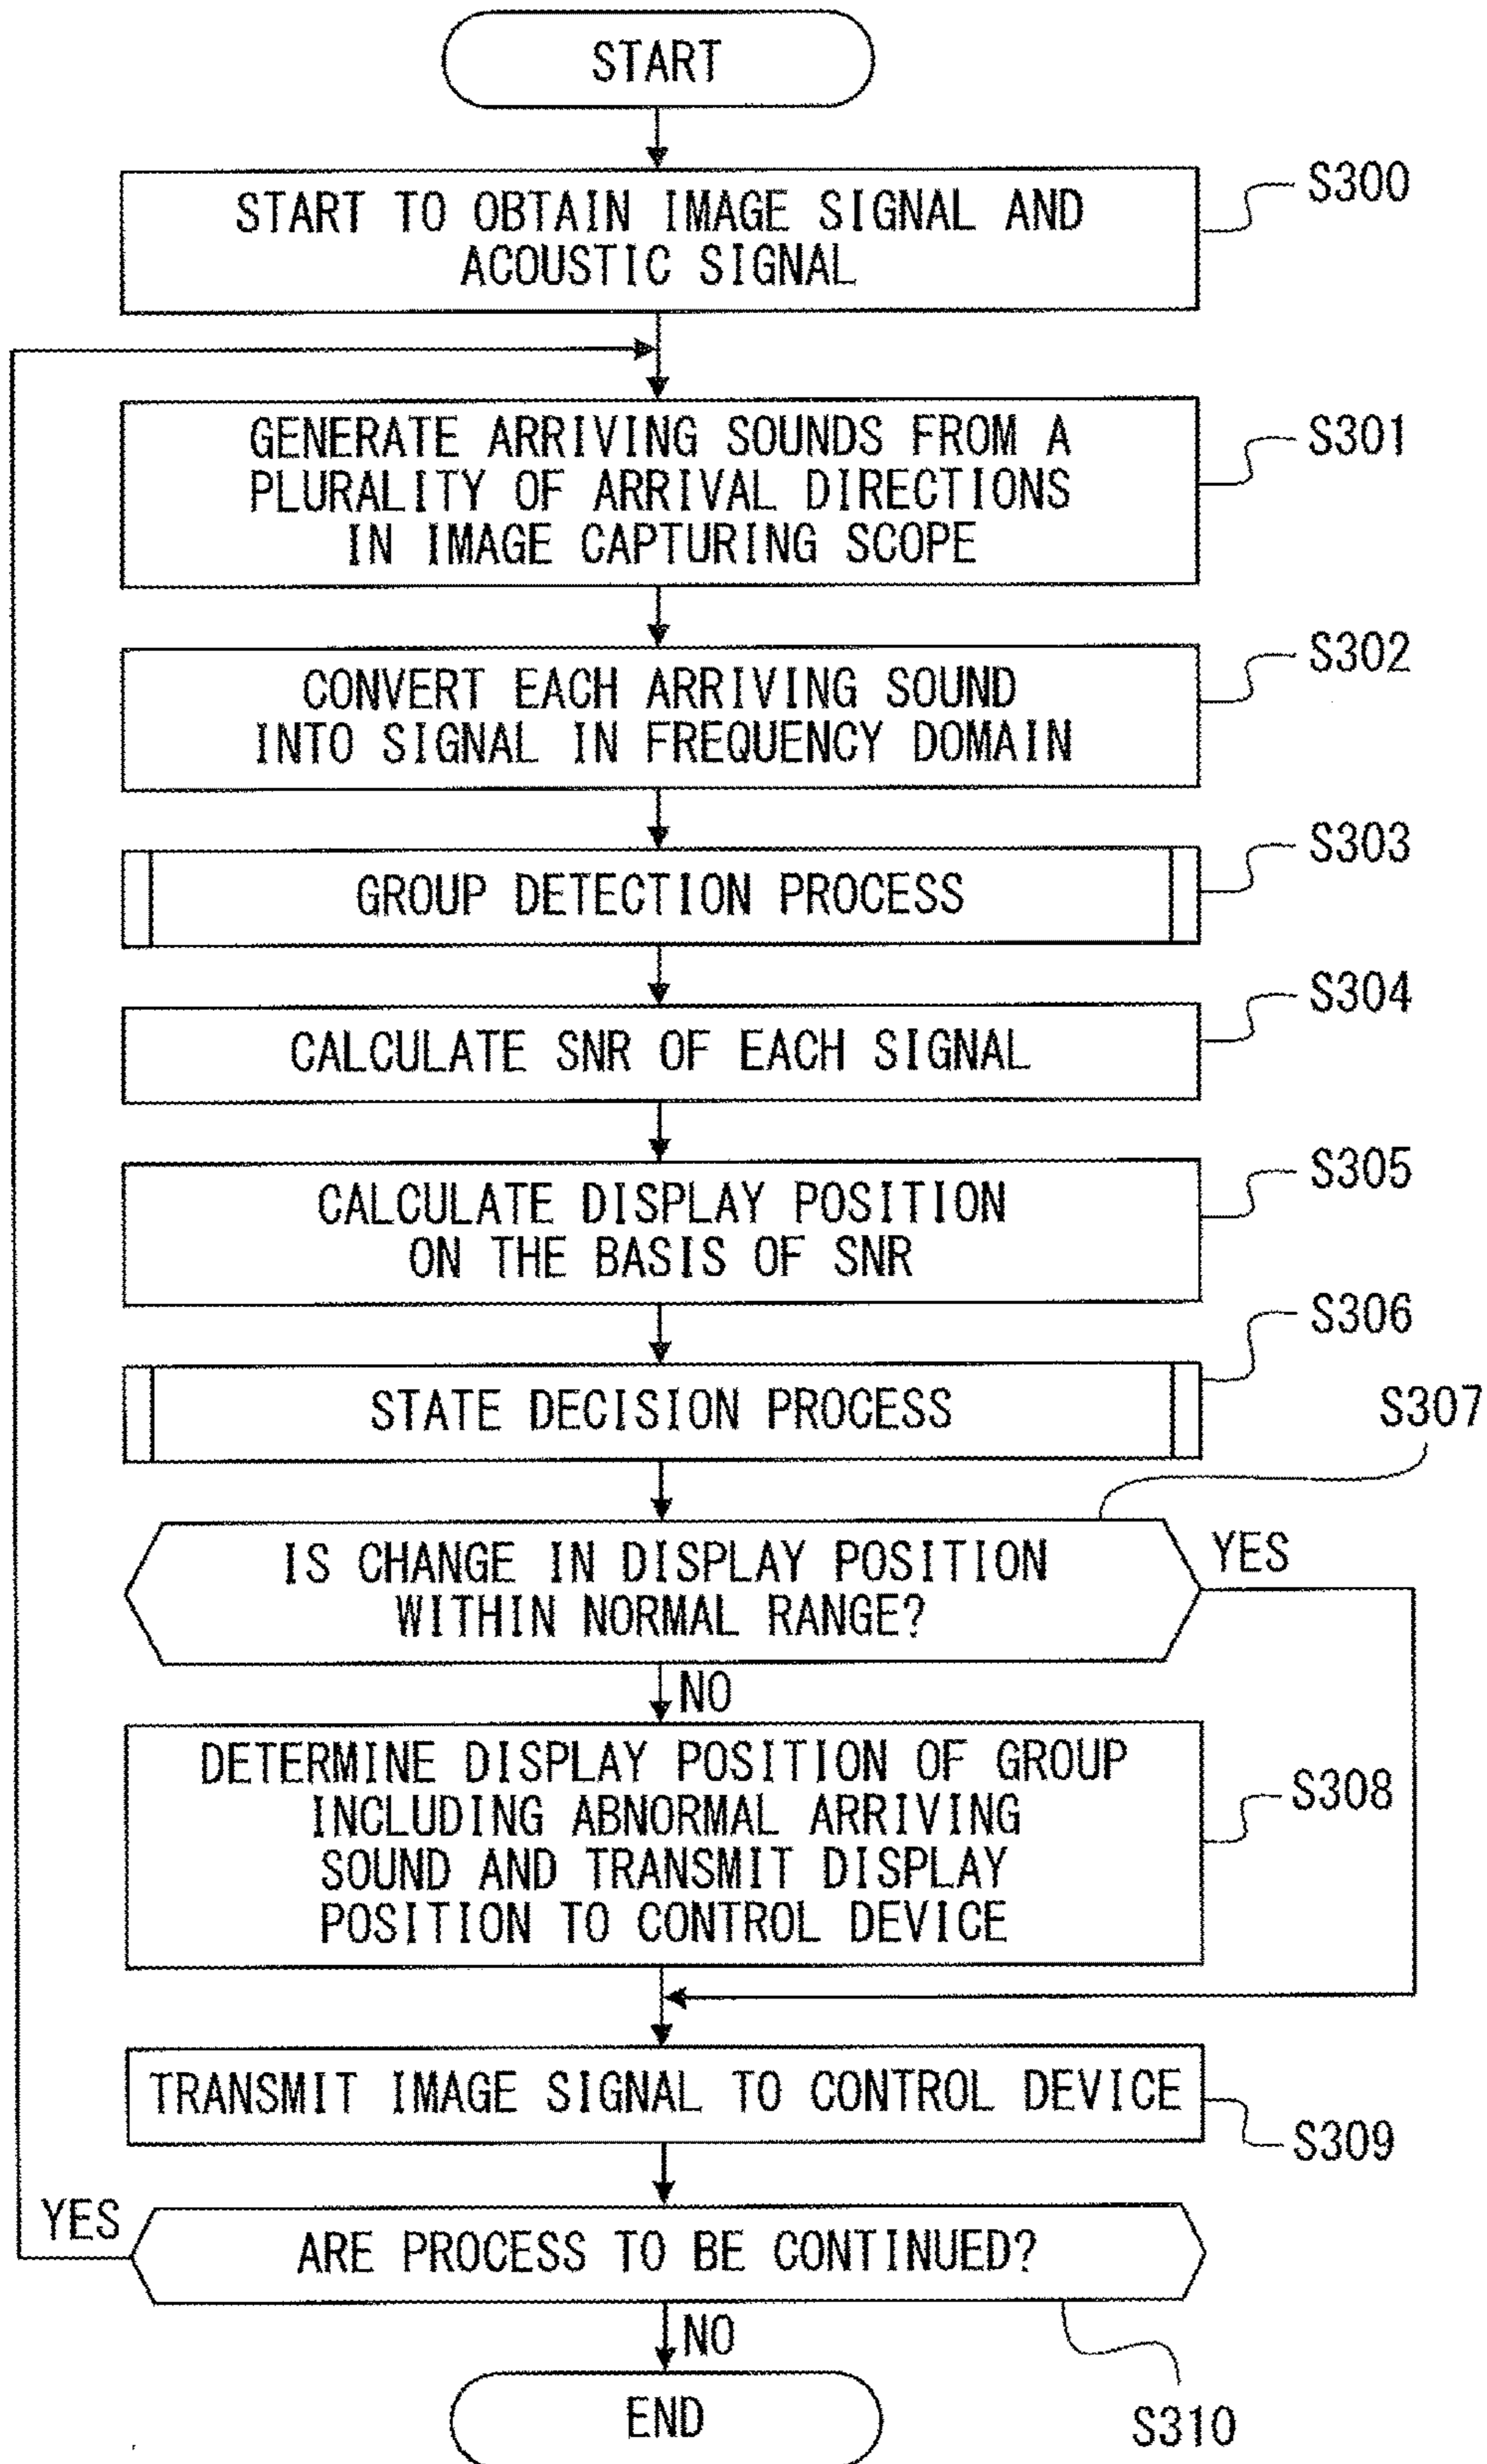 START
START TO OBTAIN IMAGE SIGNAL AND
ACOUSTIC SIGNAL
S300
GENERATE ARRIVING SOUNDS FROM A
PLURALITY OF ARRIVAL DIRECTIONS
IN IMAGE CAPTURING SCOPE
S301
CONVERT EACH ARRIVING SOUND
INTO SIGNAL IN FREQUENCY DOMAIN
S302
GROUP DETECTION PROCESS
S303
CALCULATE SNR OF EACH SIGNAL
S304
CALCULATE DISPLAY POSITION
ON THE BASIS OF SNR
S305
STATE DECISION PROCESS
S306
S307
IS CHANGE IN DISPLAY POSITION
WITHIN NORMAL RANGE?
YES
NO
DETERMINE DISPLAY POSITION OF GROUP
INCLUDING ABNORMAL ARRIVING
SOUND AND TRANSMIT DISPLAY
POSITION TO CONTROL DEVICE
S308
TRANSMIT IMAGE SIGNAL TO CONTROL DEVICE
S309
YES
ARE PROCESS TO BE CONTINUED?
NO
END
S310